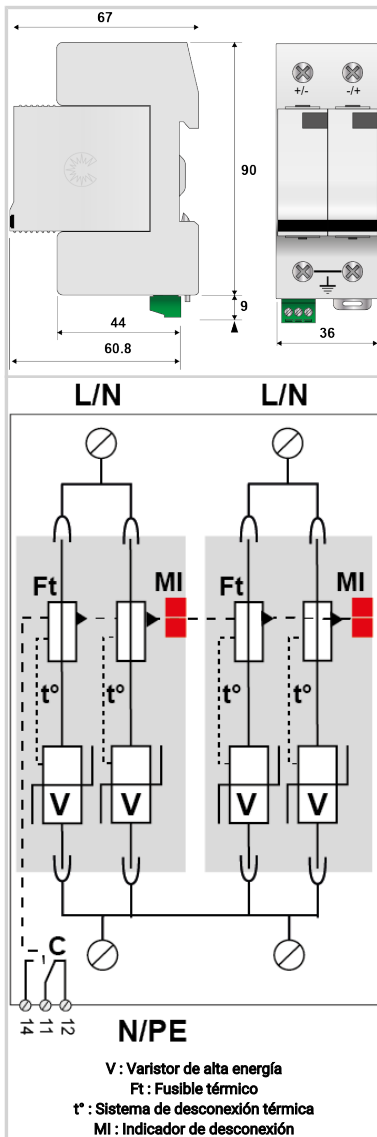 67
+/-
-/+
90
9
44
60.8
36
L/N
L/N
Ft
MI
Ft
MI
t°
t°
t°
t°
V
V
V
V
C
14
11
12
N/PE
V : Varistor de alta energía
Ft : Fusible térmico
t° : Sistema de desconexión térmica
MI : Indicador de desconexión